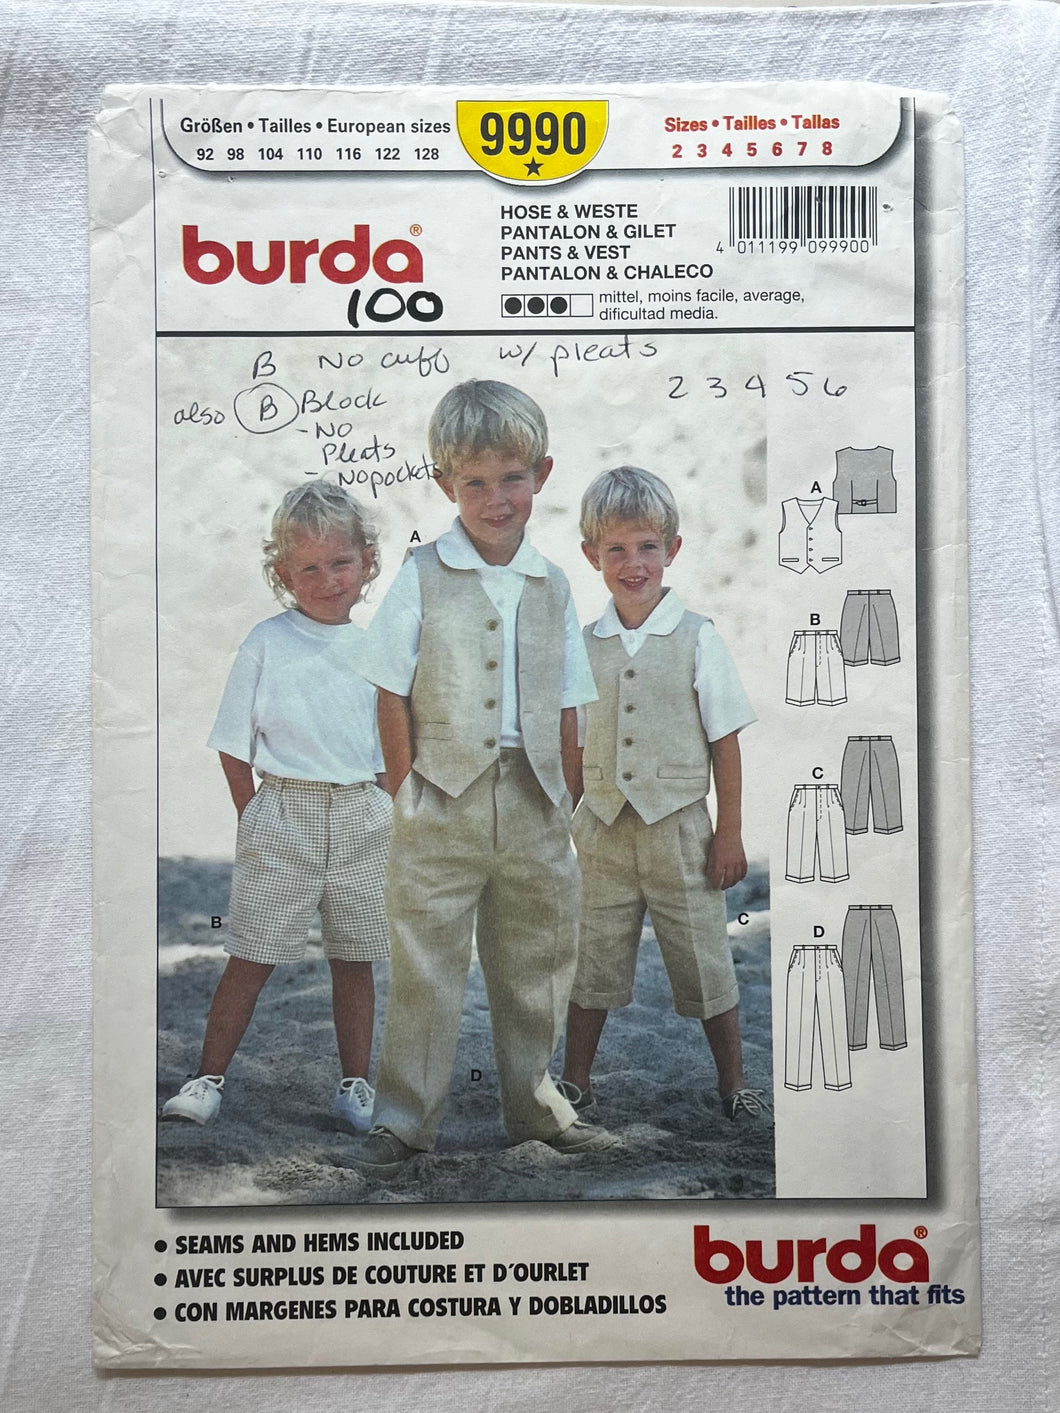 Größen • Tailles • European sizes
92 98 104 110 116 122 128
9990
Sizes • Tailles • Tallas
2 3 4 5 6 7 8
burda®
100
HOSE & WESTE
PANTALON & GILET
PANTS & VEST
PANTALON & CHALECO
mittel, moins facile, average,
dificultad media.
4 011199 099900
B No cuff w/ pleats
2 3 4 5 6
also B Block
- No
Pleats
- No pockets
A
B
C
D
A
B
C
D
• SEAMS AND HEMS INCLUDED
• AVEC SURPLUS DE COUTURE ET D'OURLET
• CON MARGENES PARA COSTURA Y DOBLADILLOS
burda®
the pattern that fits